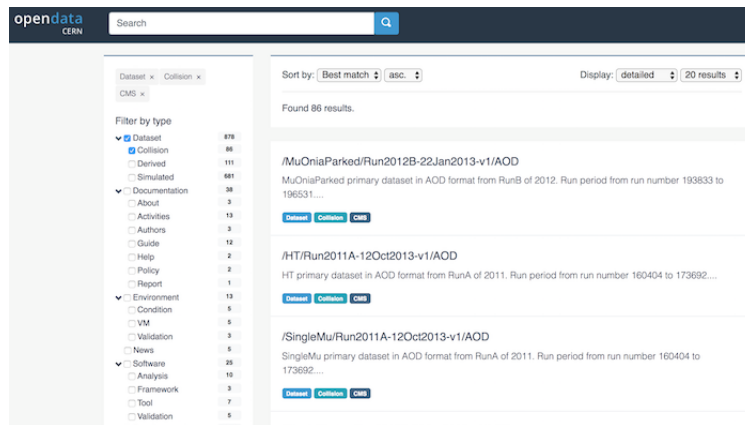 opendata
CERN
Search
Dataset × Collision ×
CMS ×
Filter by type
Dataset 878
Collision 86
Derived 111
Simulated 681
Documentation 38
About 3
Activities 13
Authors 3
Guide 12
Help 2
Policy 2
Report 1
Environment 13
Condition 5
VM 5
Validation 3
News 5
Software 25
Analysis 10
Framework 3
Tool 7
Validation 5
Sort by: Best match asc. Display: detailed 20 results
Found 86 results.
/MuOniaParked/Run2012B-22Jan2013-v1/AOD
MuOniaParked primary dataset in AOD format from RunB of 2012. Run period from run number 193833 to
196531....
Dataset Collision CMS
/HT/Run2011A-12Oct2013-v1/AOD
HT primary dataset in AOD format from RunA of 2011. Run period from run number 160404 to 173692....
Dataset Collision CMS
/SingleMu/Run2011A-12Oct2013-v1/AOD
SingleMu primary dataset in AOD format from RunA of 2011. Run period from run number 160404 to
173692....
Dataset Collision CMS